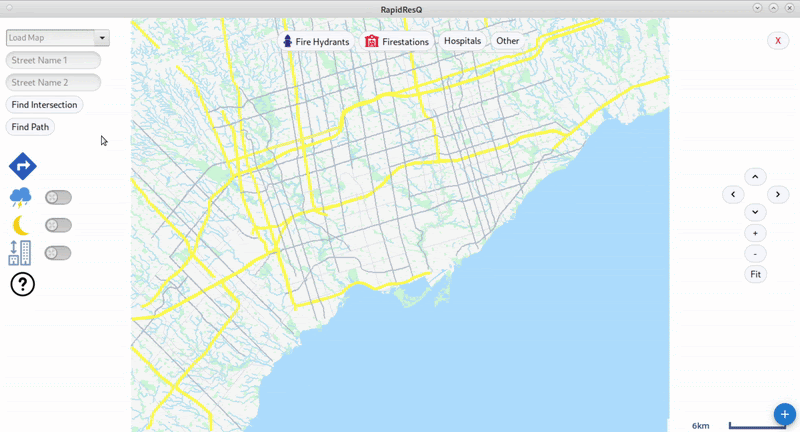 RapidResQ
Load Map
Street Name 1
Street Name 2
Find Intersection
Find Path
Fire Hydrants
Firestations
Hospitals
Other
X
+
-
Fit
+
6km